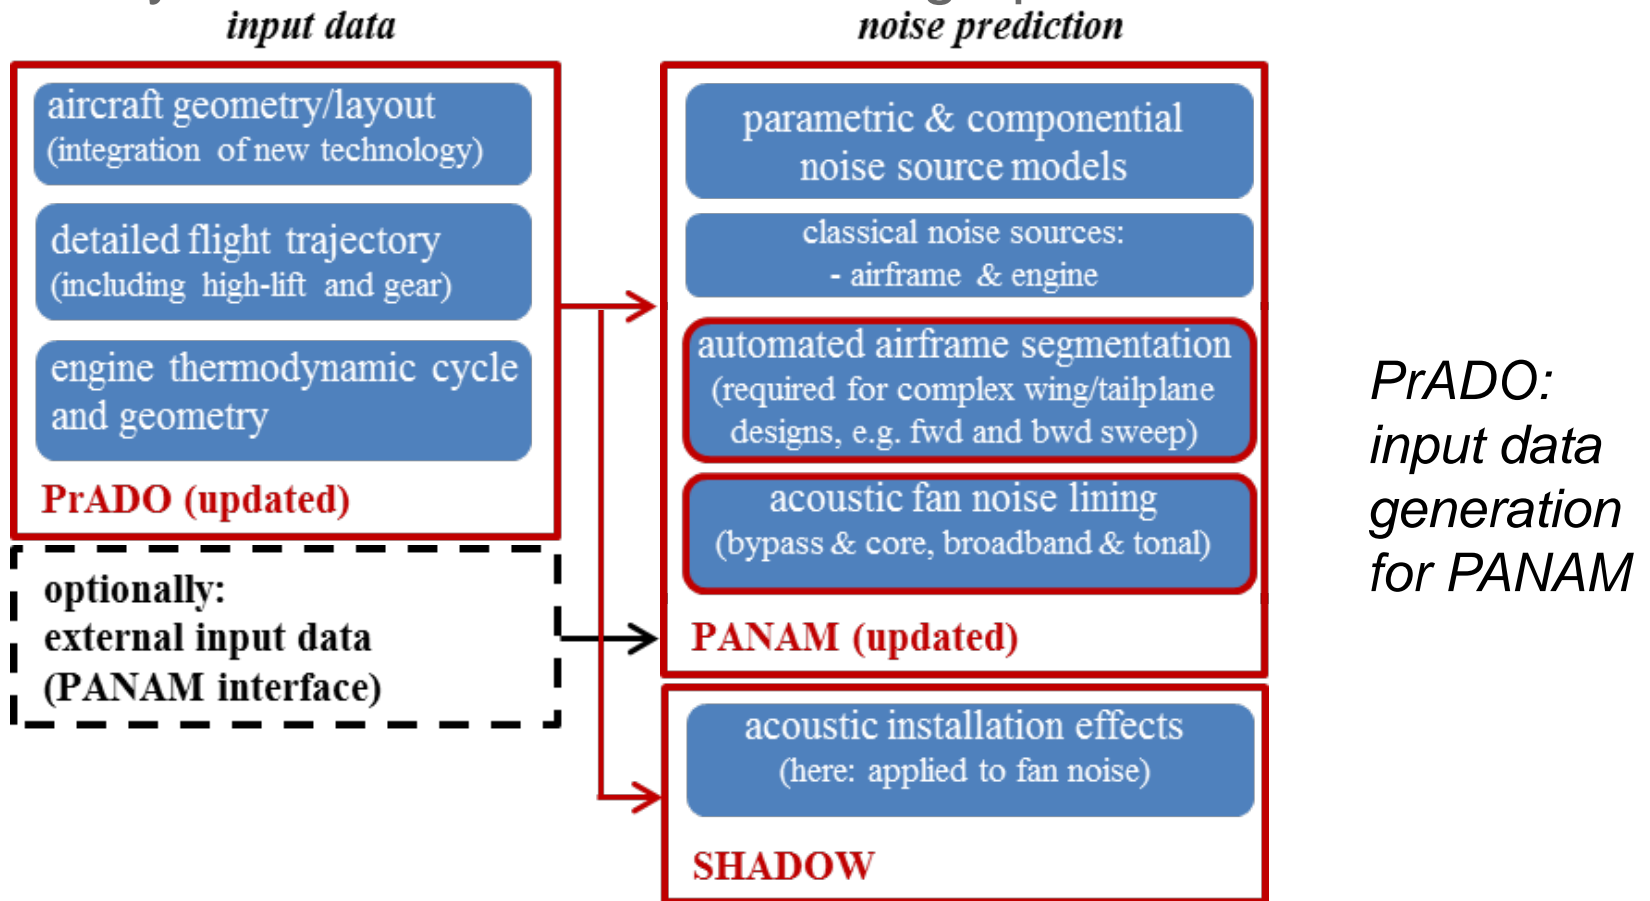 input data
noise prediction
aircraft geometry/layout
(integration of new technology)
detailed flight trajectory
(including high-lift and gear)
engine thermodynamic cycle
and geometry
PrADO (updated)
optionally:
external input data
(PANAM interface)
parametric & componential
noise source models
classical noise sources:
- airframe & engine
automated airframe segmentation
(required for complex wing/tailplane
designs, e.g. fwd and bwd sweep)
acoustic fan noise lining
(bypass & core, broadband & tonal)
PANAM (updated)
acoustic installation effects
(here: applied to fan noise)
SHADOW
PrADO:
input data
generation
for PANAM